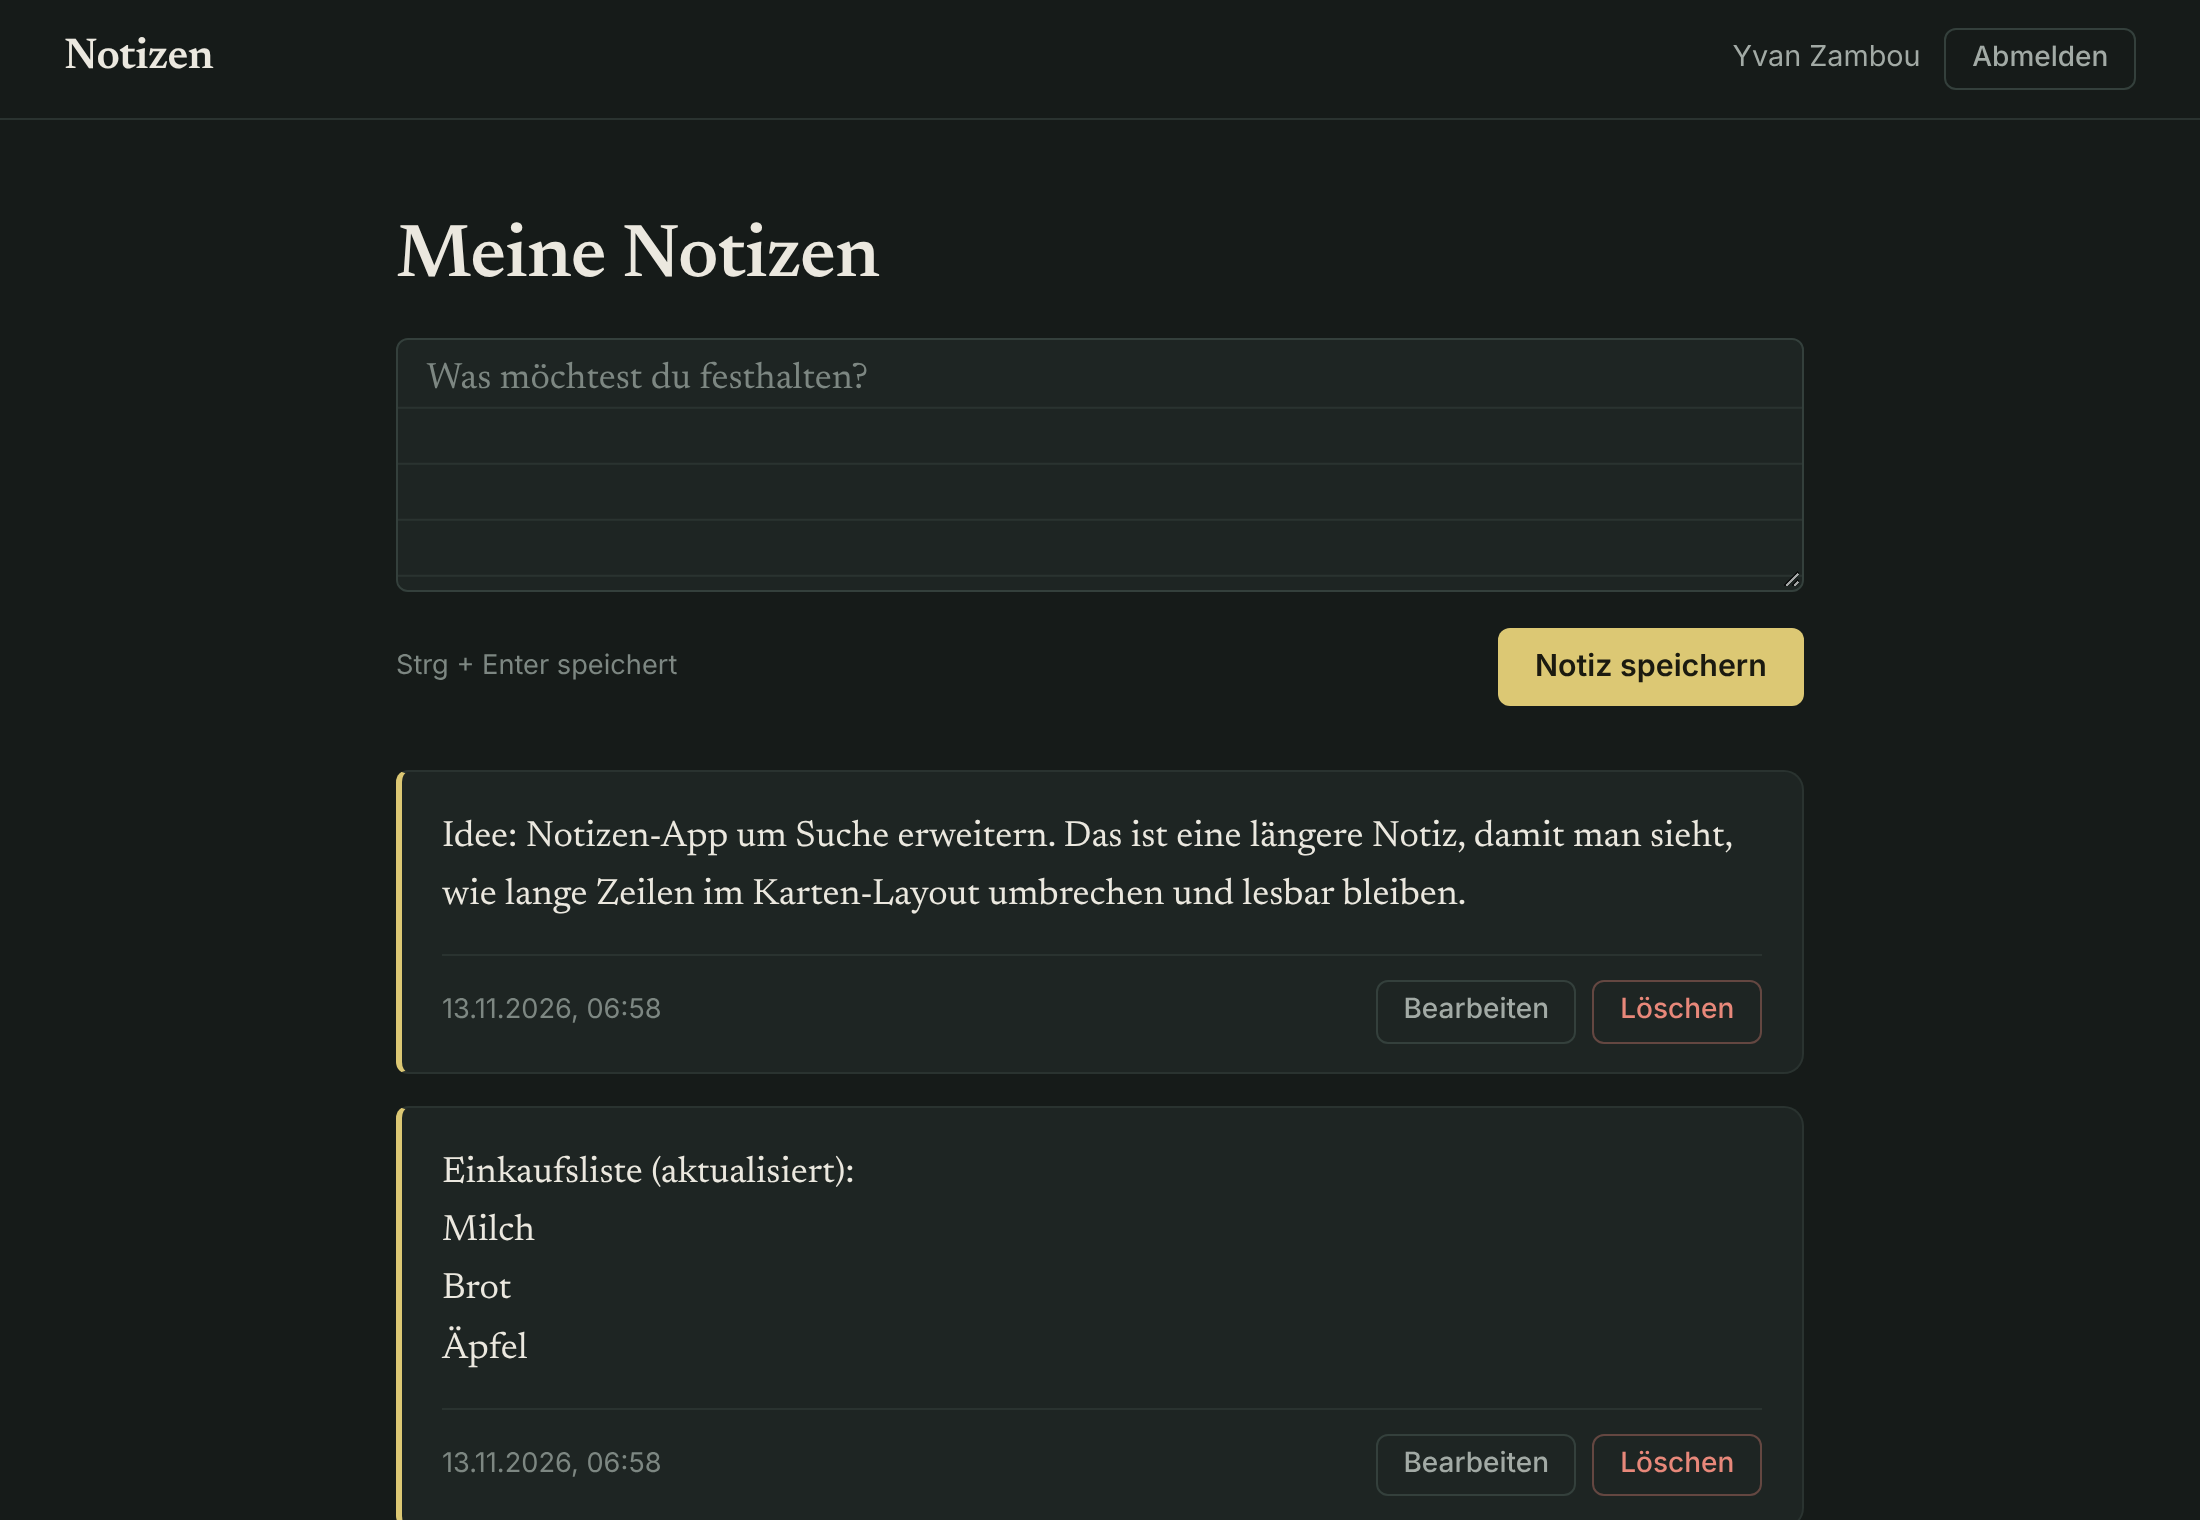 Notizen
Yvan Zambou
Abmelden
Meine Notizen
Was möchtest du festhalten?
Strg + Enter speichert
Notiz speichern
Idee: Notizen-App um Suche erweitern. Das ist eine längere Notiz, damit man sieht,
wie lange Zeilen im Karten-Layout umbrechen und lesbar bleiben.
13.11.2026, 06:58
Bearbeiten
Löschen
Einkaufsliste (aktualisiert):
Milch
Brot
Äpfel
13.11.2026, 06:58
Bearbeiten
Löschen